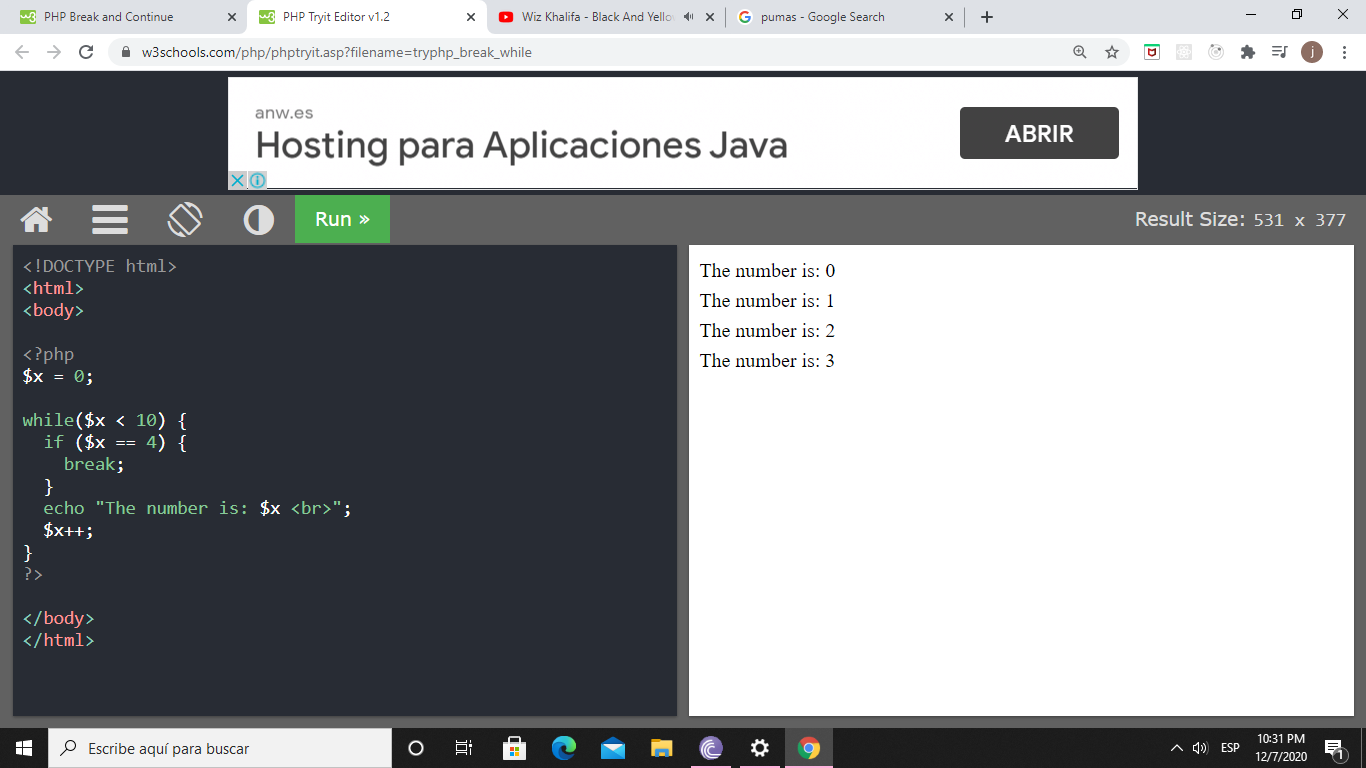 PHP Break and Continue
PHP Tryit Editor v1.2
Wiz Khalifa - Black And Yello
pumas - Google Search
w3schools.com/php/phptryit.asp?filename=tryphp_break_while
j
anw.es
Hosting para Aplicaciones Java
ABRIR
Run »
Result Size: 531 x 377
<!DOCTYPE html>
<html>
<body>
<?php
$x = 0;
while($x < 10) {
  if ($x == 4) {
    break;
  }
  echo "The number is: $x <br>";
  $x++;
}
?>
</body>
</html>
The number is: 0
The number is: 1
The number is: 2
The number is: 3
Escribe aquí para buscar
ESP
10:31 PM
12/7/2020
1